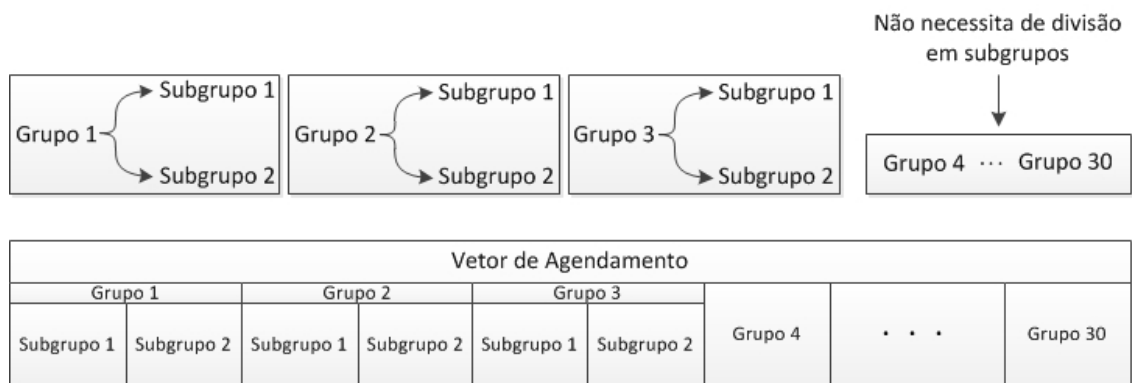 Não necessita de divisão
em subgrupos
Grupo 1
Subgrupo 1
Subgrupo 2
Grupo 2
Subgrupo 1
Subgrupo 2
Grupo 3
Subgrupo 1
Subgrupo 2
Grupo 4 ··· Grupo 30
Vetor de Agendamento
Grupo 1 Grupo 2 Grupo 3
Subgrupo 1 Subgrupo 2 Subgrupo 1 Subgrupo 2 Subgrupo 1 Subgrupo 2 Grupo 4 · · · Grupo 30